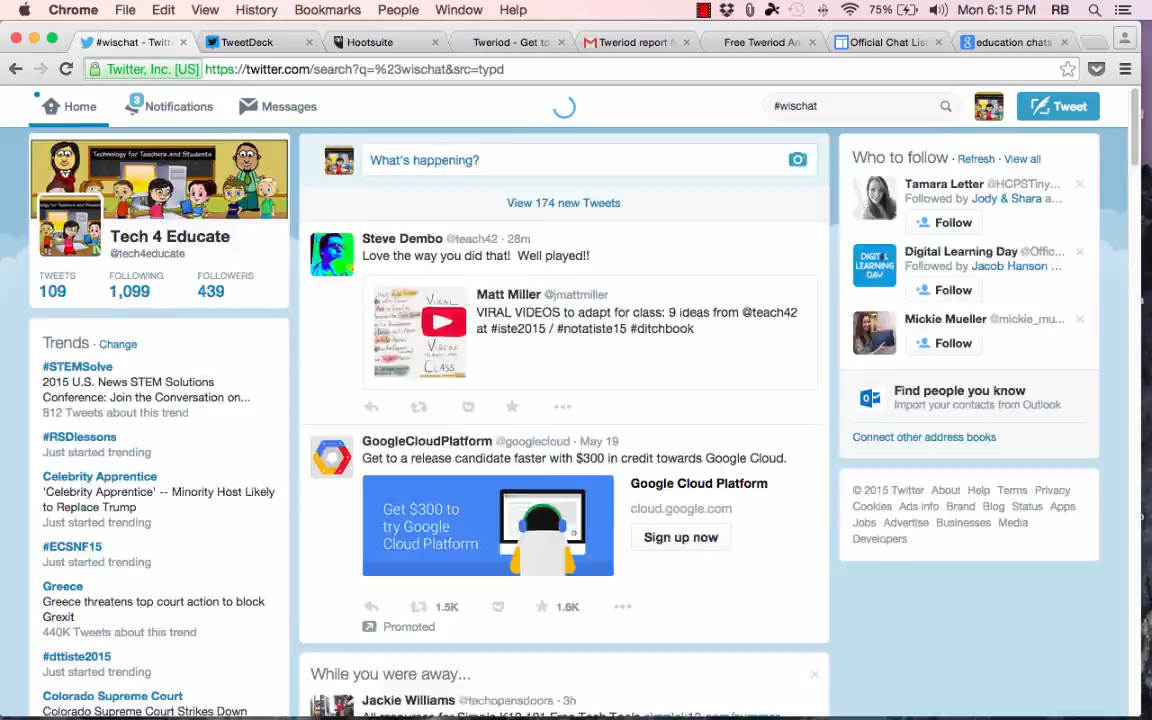 Chrome File Edit View History Bookmarks People Window Help 75% Mon 6:15 PM RB
#wischat - Twitt TweetDeck Hootsuite Tweriod - Get to Tweriod report f Free Tweriod An Official Chat List education chats
Twitter, Inc. [US] https://twitter.com/search?q=%23wischat&src=typd
Home 3 Notifications Messages #wischat Tweet
Technology for Teachers and Students
Tech 4 Educate
@tech4educate
TWEETS FOLLOWING FOLLOWERS
109 1,099 439
Trends · Change
#STEMSolve
2015 U.S. News STEM Solutions
Conference: Join the Conversation on...
812 Tweets about this trend
#RSDlessons
Just started trending
Celebrity Apprentice
'Celebrity Apprentice' -- Minority Host Likely
to Replace Trump
Just started trending
#ECSNF15
Just started trending
Greece
Greece threatens top court action to block
Grexit
440K Tweets about this trend
#dttiste2015
Just started trending
Colorado Supreme Court
Colorado Supreme Court Strikes Down
What's happening?
View 174 new Tweets
Steve Dembo @teach42 · 28m
Love the way you did that! Well played!!
VIRAL
VIDEOS
CLASS
Matt Miller @jmattmiller
VIRAL VIDEOS to adapt for class: 9 ideas from @teach42
at #iste2015 / #notatiste15 #ditchbook
GoogleCloudPlatform @googlecloud · May 19
Get to a release candidate faster with $300 in credit towards Google Cloud.
Get $300 to
try Google
Cloud Platform.
Google Cloud Platform
cloud.google.com
Sign up now
1.5K 1.6K
Promoted
While you were away...
Jackie Williams @techopensdoors · 3h
Who to follow · Refresh · View all
Tamara Letter @HCPSTiny...
Followed by Jody & Shara a...
Follow
DIGITAL
LEARNING
DAY
Digital Learning Day @Offic...
Followed by Jacob Hanson ...
Follow
Mickie Mueller @mickie_mu...
Follow
Find people you know
Import your contacts from Outlook
Connect other address books
© 2015 Twitter About Help Terms Privacy
Cookies Ads info Brand Blog Status Apps
Jobs Advertise Businesses Media
Developers